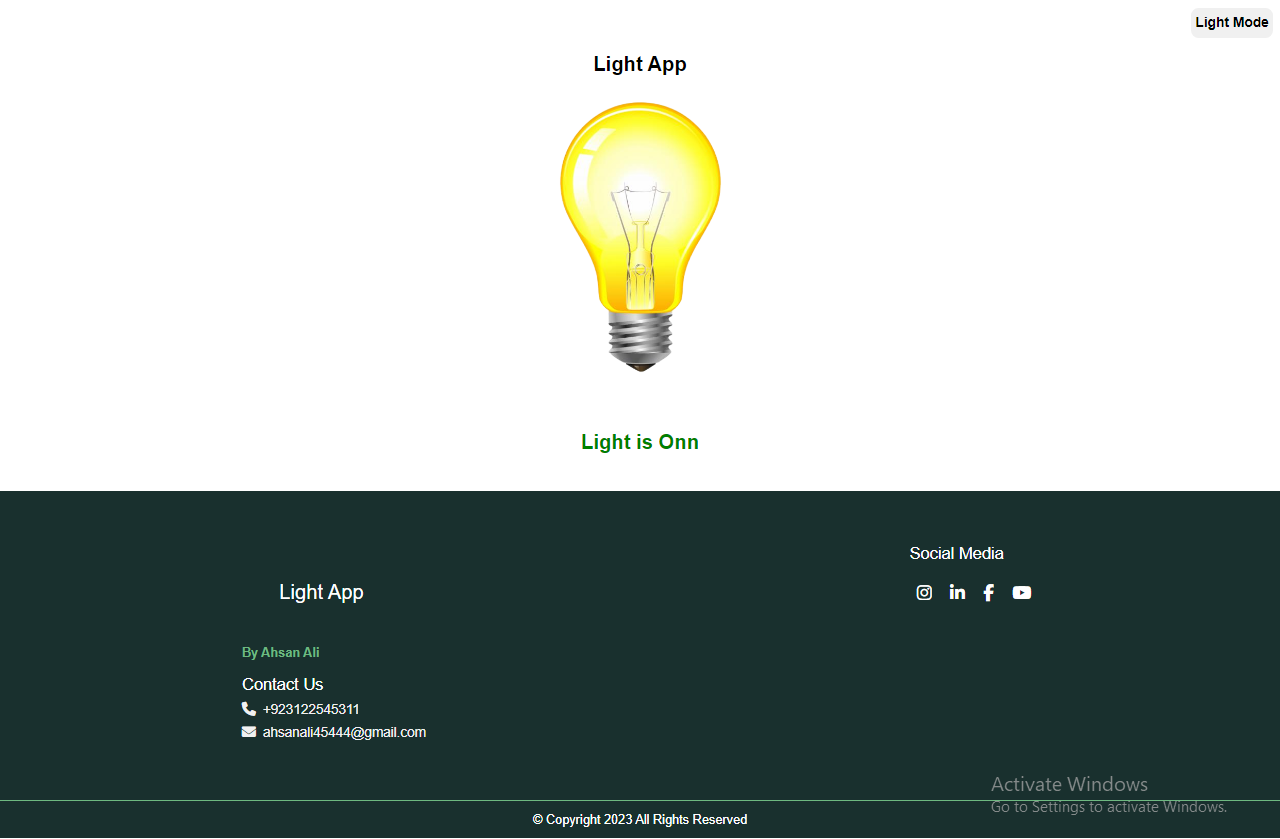 Light Mode
Light App
Light is Onn
Social Media
Light App
By Ahsan Ali
Contact Us
+923122545311
ahsanali45444@gmail.com
Activate Windows
Go to Settings to activate Windows.
© Copyright 2023 All Rights Reserved